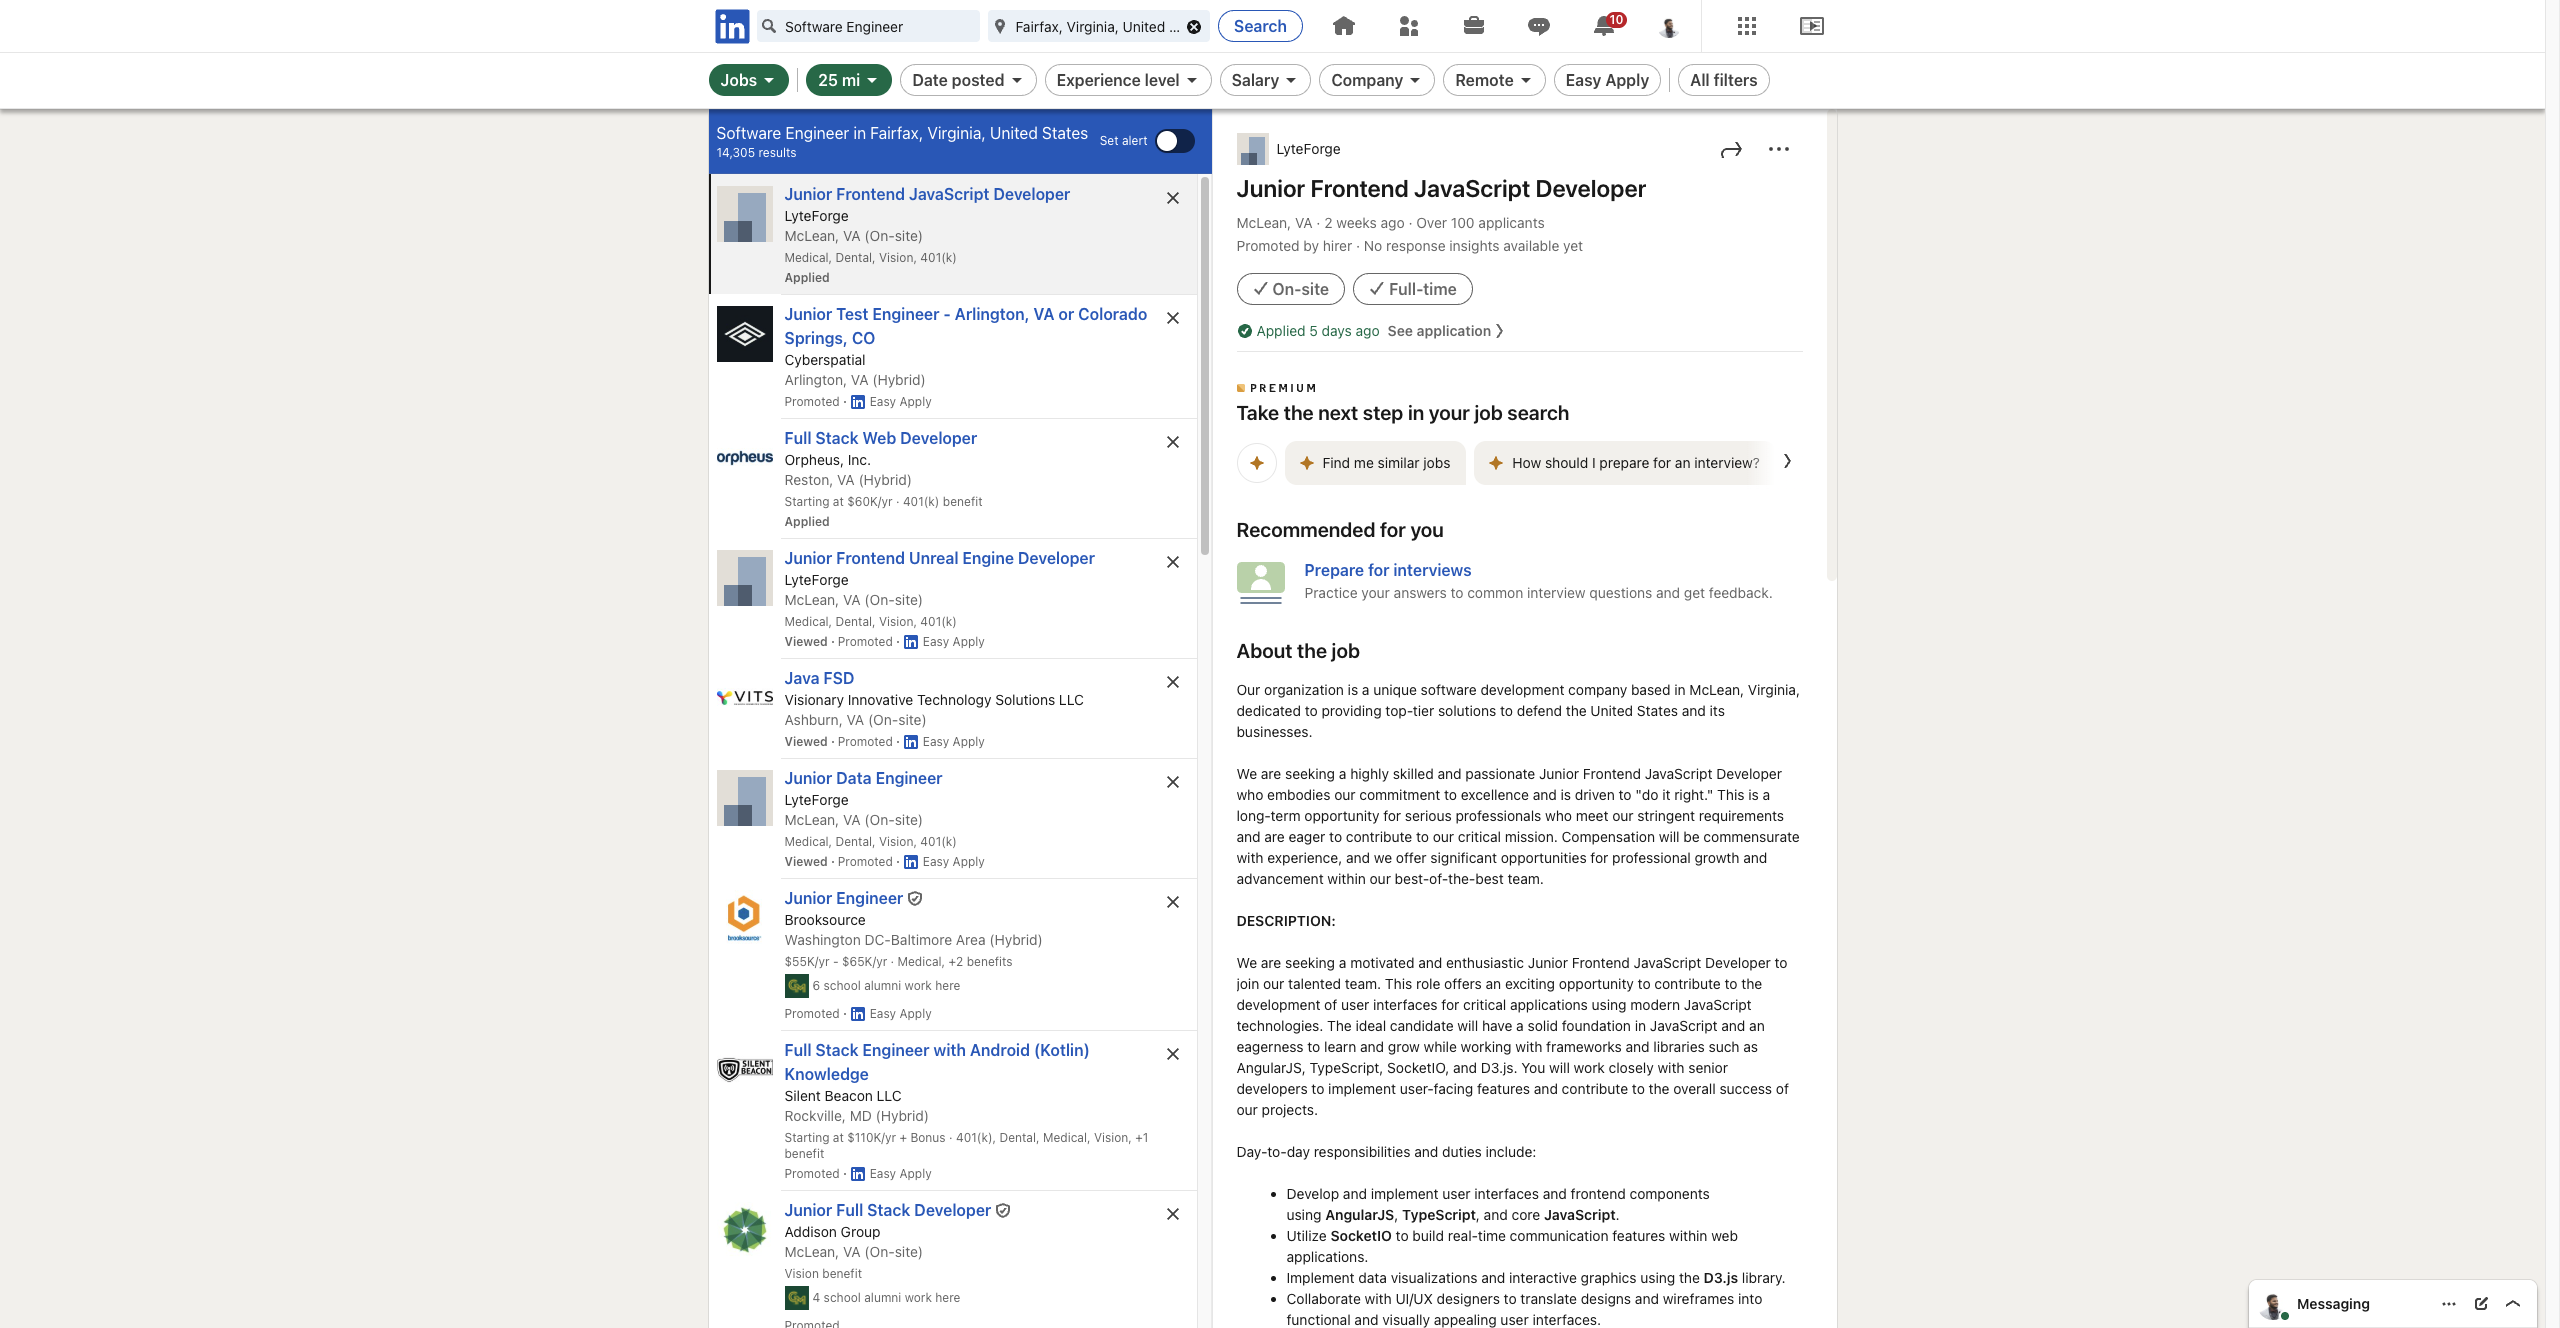 in
Software Engineer
Fairfax, Virginia, United ...
Search
10
Jobs
25 mi
Date posted
Experience level
Salary
Company
Remote
Easy Apply
All filters
Software Engineer in Fairfax, Virginia, United States
14,305 results
Set alert
Junior Frontend JavaScript Developer
LyteForge
McLean, VA (On-site)
Medical, Dental, Vision, 401(k)
Applied
Junior Test Engineer - Arlington, VA or Colorado
Springs, CO
Cyberspatial
Arlington, VA (Hybrid)
Promoted · in Easy Apply
orpheus
Full Stack Web Developer
Orpheus, Inc.
Reston, VA (Hybrid)
Starting at $60K/yr · 401(k) benefit
Applied
Junior Frontend Unreal Engine Developer
LyteForge
McLean, VA (On-site)
Medical, Dental, Vision, 401(k)
Viewed · Promoted · in Easy Apply
VITS
Java FSD
Visionary Innovative Technology Solutions LLC
Ashburn, VA (On-site)
Viewed · Promoted · in Easy Apply
Junior Data Engineer
LyteForge
McLean, VA (On-site)
Medical, Dental, Vision, 401(k)
Viewed · Promoted · in Easy Apply
brooksource
Junior Engineer
Brooksource
Washington DC-Baltimore Area (Hybrid)
$55K/yr - $65K/yr · Medical, +2 benefits
6 school alumni work here
Promoted · in Easy Apply
SILENT
BEACON
Full Stack Engineer with Android (Kotlin)
Knowledge
Silent Beacon LLC
Rockville, MD (Hybrid)
Starting at $110K/yr + Bonus · 401(k), Dental, Medical, Vision, +1
benefit
Promoted · in Easy Apply
Junior Full Stack Developer
Addison Group
McLean, VA (On-site)
Vision benefit
4 school alumni work here
Promoted
LyteForge
Junior Frontend JavaScript Developer
McLean, VA · 2 weeks ago · Over 100 applicants
Promoted by hirer · No response insights available yet
On-site
Full-time
Applied 5 days ago See application
PREMIUM
Take the next step in your job search
Find me similar jobs
How should I prepare for an interview?
Recommended for you
Prepare for interviews
Practice your answers to common interview questions and get feedback.
About the job
Our organization is a unique software development company based in McLean, Virginia,
dedicated to providing top-tier solutions to defend the United States and its
businesses.
We are seeking a highly skilled and passionate Junior Frontend JavaScript Developer
who embodies our commitment to excellence and is driven to "do it right." This is a
long-term opportunity for serious professionals who meet our stringent requirements
and are eager to contribute to our critical mission. Compensation will be commensurate
with experience, and we offer significant opportunities for professional growth and
advancement within our best-of-the-best team.
DESCRIPTION:
We are seeking a motivated and enthusiastic Junior Frontend JavaScript Developer to
join our talented team. This role offers an exciting opportunity to contribute to the
development of user interfaces for critical applications using modern JavaScript
technologies. The ideal candidate will have a solid foundation in JavaScript and an
eagerness to learn and grow while working with frameworks and libraries such as
AngularJS, TypeScript, SocketIO, and D3.js. You will work closely with senior
developers to implement user-facing features and contribute to the overall success of
our projects.
Day-to-day responsibilities and duties include:
• Develop and implement user interfaces and frontend components
using AngularJS, TypeScript, and core JavaScript.
• Utilize SocketIO to build real-time communication features within web
applications.
• Implement data visualizations and interactive graphics using the D3.js library.
• Collaborate with UI/UX designers to translate designs and wireframes into
functional and visually appealing user interfaces.
Messaging